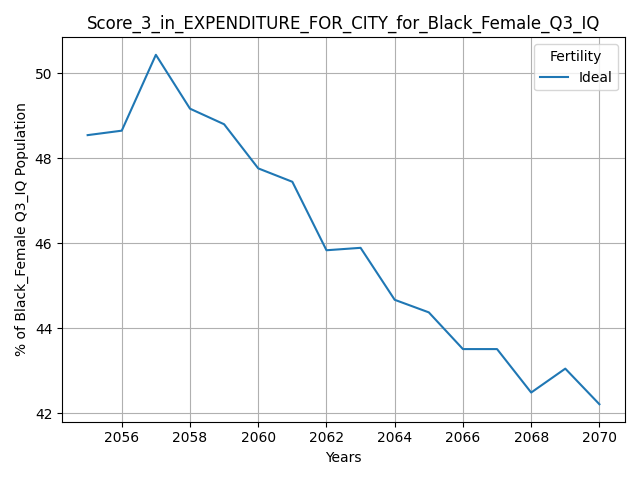 Score_3_in_EXPENDITURE_FOR_CITY_for_Black_Female_Q3_IQ
Fertility
Ideal
% of Black_Female Q3_IQ Population
50
48
46
44
42
2056 2058 2060 2062 2064 2066 2068 2070
Years